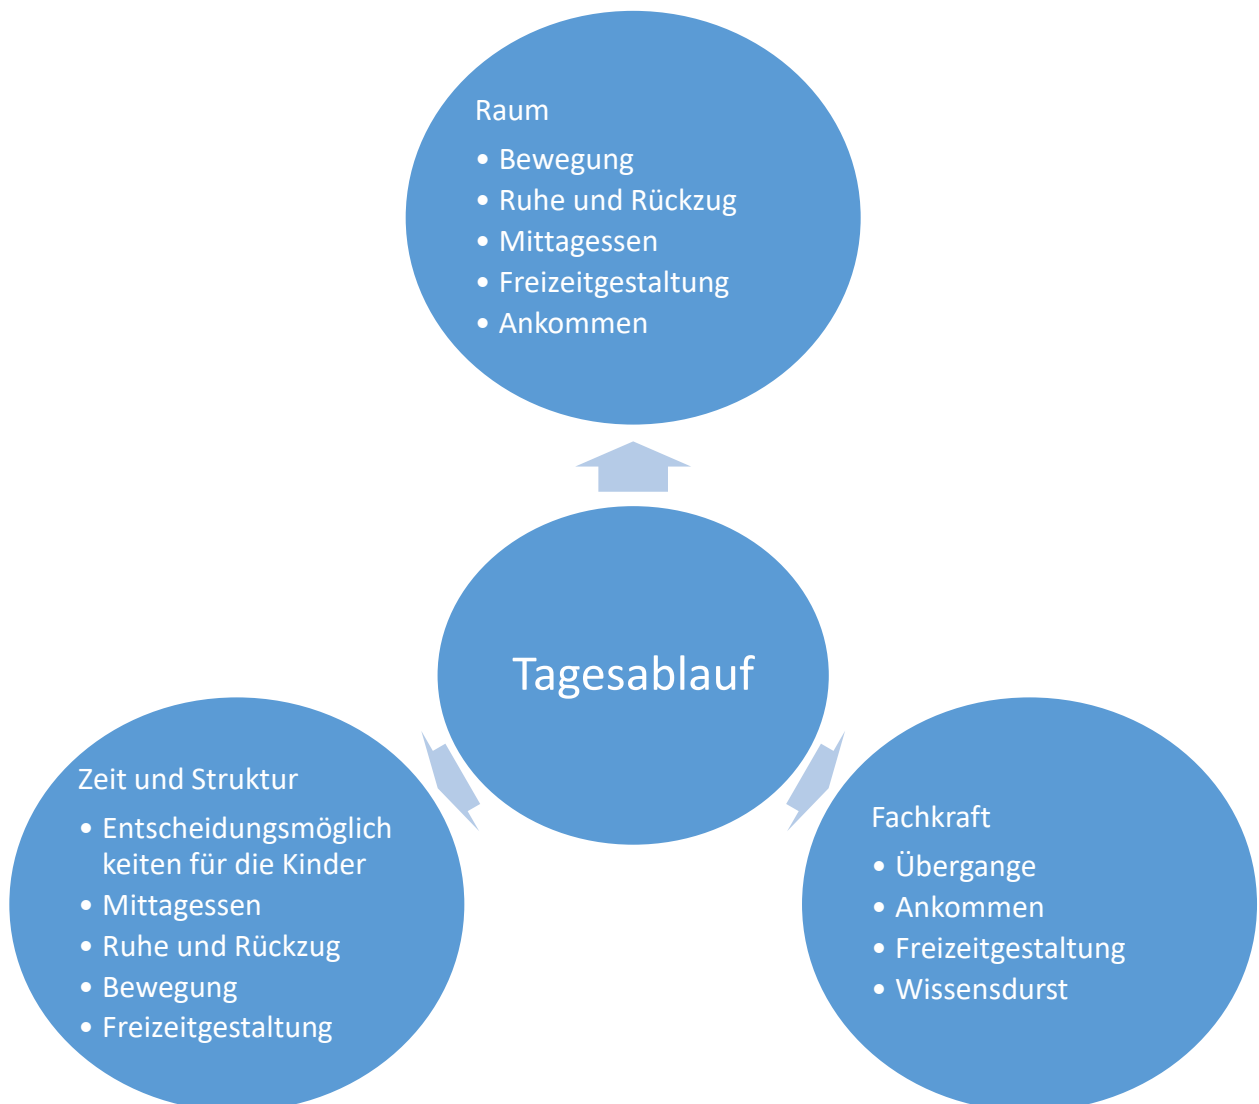 Raum
• Bewegung
• Ruhe und Rückzug
• Mittagessen
• Freizeitgestaltung
• Ankommen
Tagesablauf
Zeit und Struktur
• Entscheidungsmöglich
keiten für die Kinder
• Mittagessen
• Ruhe und Rückzug
• Bewegung
• Freizeitgestaltung
Fachkraft
• Übergange
• Ankommen
• Freizeitgestaltung
• Wissensdurst